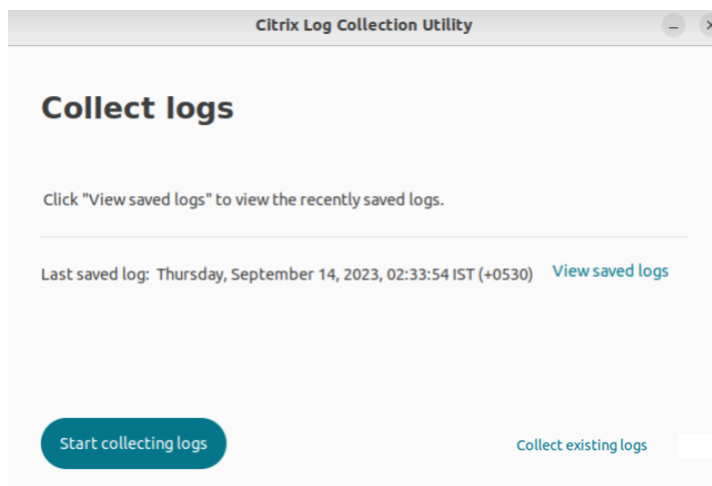 Citrix Log Collection Utility
Collect logs
Click "View saved logs" to view the recently saved logs.
Last saved log: Thursday, September 14, 2023, 02:33:54 IST (+0530) View saved logs
Start collecting logs
Collect existing logs